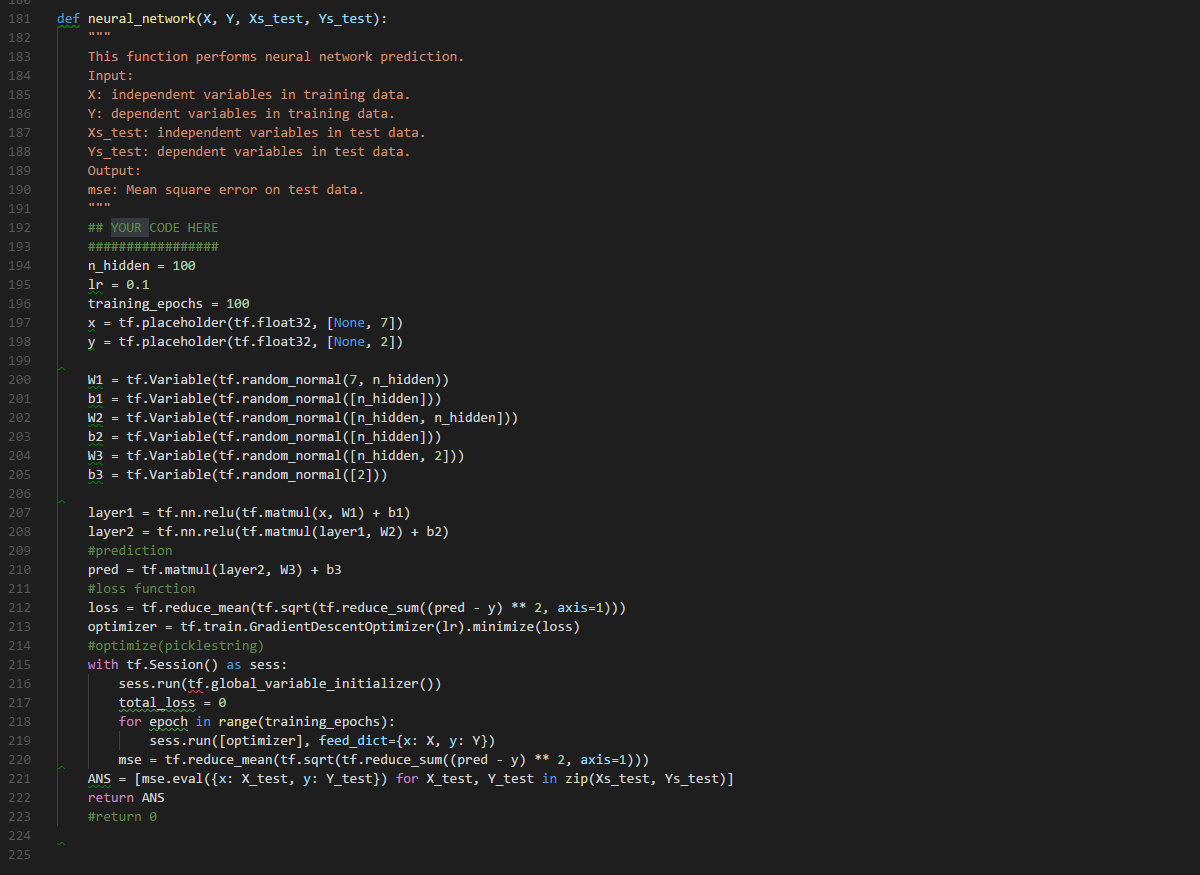 180
181 def neural_network(X, Y, Xs_test, Ys_test):
182 """
183 This function performs neural network prediction.
184 Input:
185 X: independent variables in training data.
186 Y: dependent variables in training data.
187 Xs_test: independent variables in test data.
188 Ys_test: dependent variables in test data.
189 Output:
190 mse: Mean square error on test data.
191 """
192 ## YOUR CODE HERE
193 #################
194 n_hidden = 100
195 lr = 0.1
196 training_epochs = 100
197 x = tf.placeholder(tf.float32, [None, 7])
198 y = tf.placeholder(tf.float32, [None, 2])
199
200 W1 = tf.Variable(tf.random_normal(7, n_hidden))
201 b1 = tf.Variable(tf.random_normal([n_hidden]))
202 W2 = tf.Variable(tf.random_normal([n_hidden, n_hidden]))
203 b2 = tf.Variable(tf.random_normal([n_hidden]))
204 W3 = tf.Variable(tf.random_normal([n_hidden, 2]))
205 b3 = tf.Variable(tf.random_normal([2]))
206
207 layer1 = tf.nn.relu(tf.matmul(x, W1) + b1)
208 layer2 = tf.nn.relu(tf.matmul(layer1, W2) + b2)
209 #prediction
210 pred = tf.matmul(layer2, W3) + b3
211 #loss function
212 loss = tf.reduce_mean(tf.sqrt(tf.reduce_sum((pred - y) ** 2, axis=1)))
213 optimizer = tf.train.GradientDescentOptimizer(lr).minimize(loss)
214 #optimize(picklestring)
215 with tf.Session() as sess:
216 sess.run(tf.global_variable_initializer())
217 total_loss = 0
218 for epoch in range(training_epochs):
219 sess.run([optimizer], feed_dict={x: X, y: Y})
220 mse = tf.reduce_mean(tf.sqrt(tf.reduce_sum((pred - y) ** 2, axis=1)))
221 ANS = [mse.eval({x: X_test, y: Y_test}) for X_test, Y_test in zip(Xs_test, Ys_test)]
222 return ANS
223 #return 0
224
225